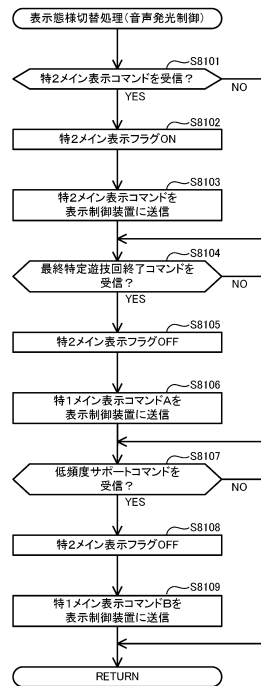 表示態様切替処理(音声発光制御)
S8101
特2メイン表示コマンドを受信?
NO
YES
S8102
特2メイン表示フラグON
S8103
特2メイン表示コマンドを
表示制御装置に送信
S8104
最終特定遊技回終了コマンドを
受信?
NO
YES
S8105
特2メイン表示フラグOFF
S8106
特1メイン表示コマンドAを
表示制御装置に送信
S8107
低頻度サポートコマンドを
受信?
NO
YES
S8108
特2メイン表示フラグOFF
S8109
特1メイン表示コマンドBを
表示制御装置に送信
RETURN